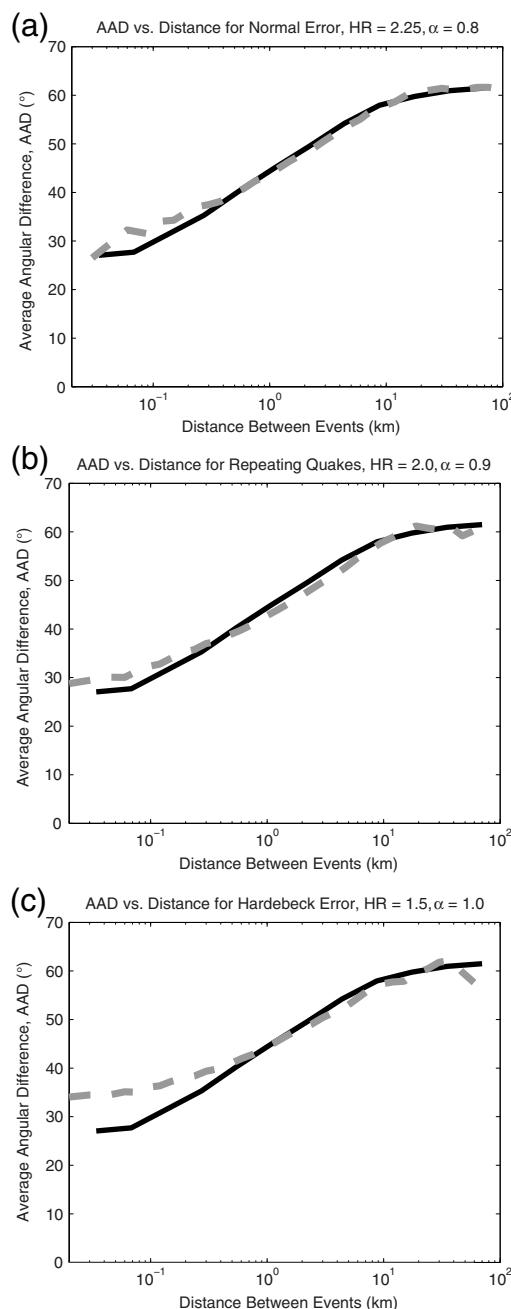 (a)
AAD vs. Distance for Normal Error, HR = 2.25, α = 0.8
70
60
50
40
30
20
10
0
Average Angular Difference, AAD (°)
10⁻¹ 10⁰ 10¹ 10²
Distance Between Events (km)
(b)
AAD vs. Distance for Repeating Quakes, HR = 2.0, α = 0.9
70
60
50
40
30
20
10
0
Average Angular Difference, AAD (°)
10⁻¹ 10⁰ 10¹ 10²
Distance Between Events (km)
(c)
AAD vs. Distance for Hardebeck Error, HR = 1.5, α = 1.0
70
60
50
40
30
20
10
0
Average Angular Difference, AAD (°)
10⁻¹ 10⁰ 10¹ 10²
Distance Between Events (km)